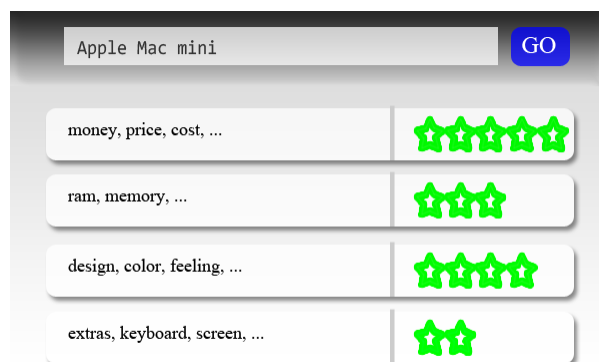 Apple Mac mini GO
money, price, cost, ...
ram, memory, ...
design, color, feeling, ...
extras, keyboard, screen, ...